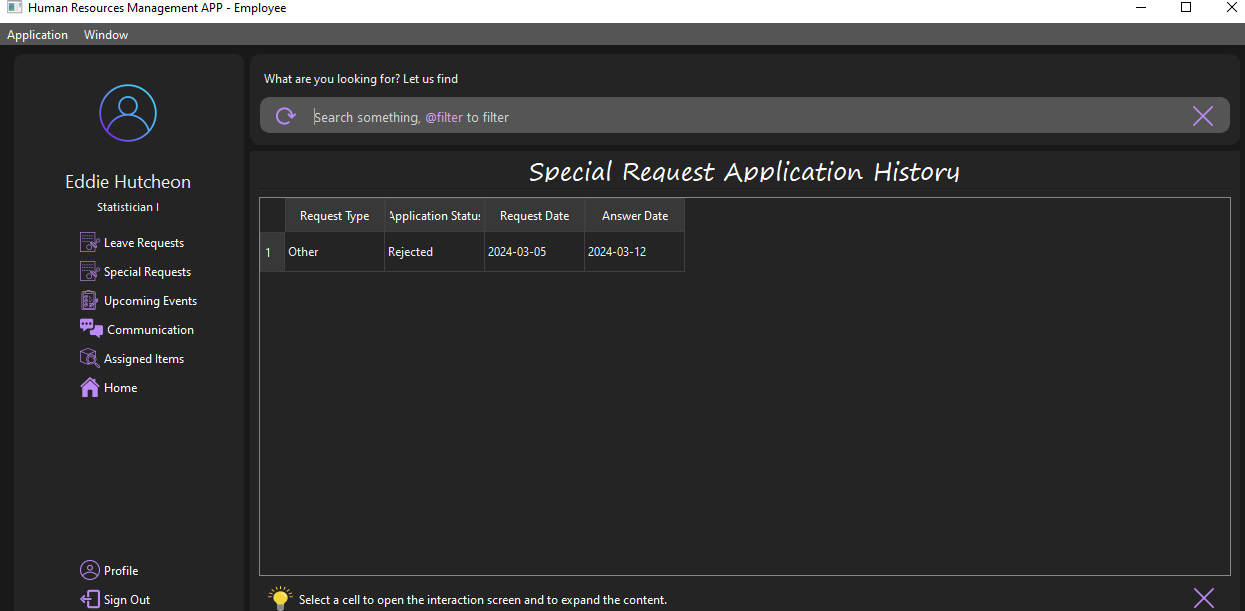 Human Resources Management APP - Employee
Application Window
Eddie Hutcheon
Statistician I
Leave Requests
Special Requests
Upcoming Events
Communication
Assigned Items
Home
Profile
Sign Out
What are you looking for? Let us find
Search something, @filter to filter
Special Request Application History
Request Type Application Status Request Date Answer Date
1 Other Rejected 2024-03-05 2024-03-12
Select a cell to open the interaction screen and to expand the content.